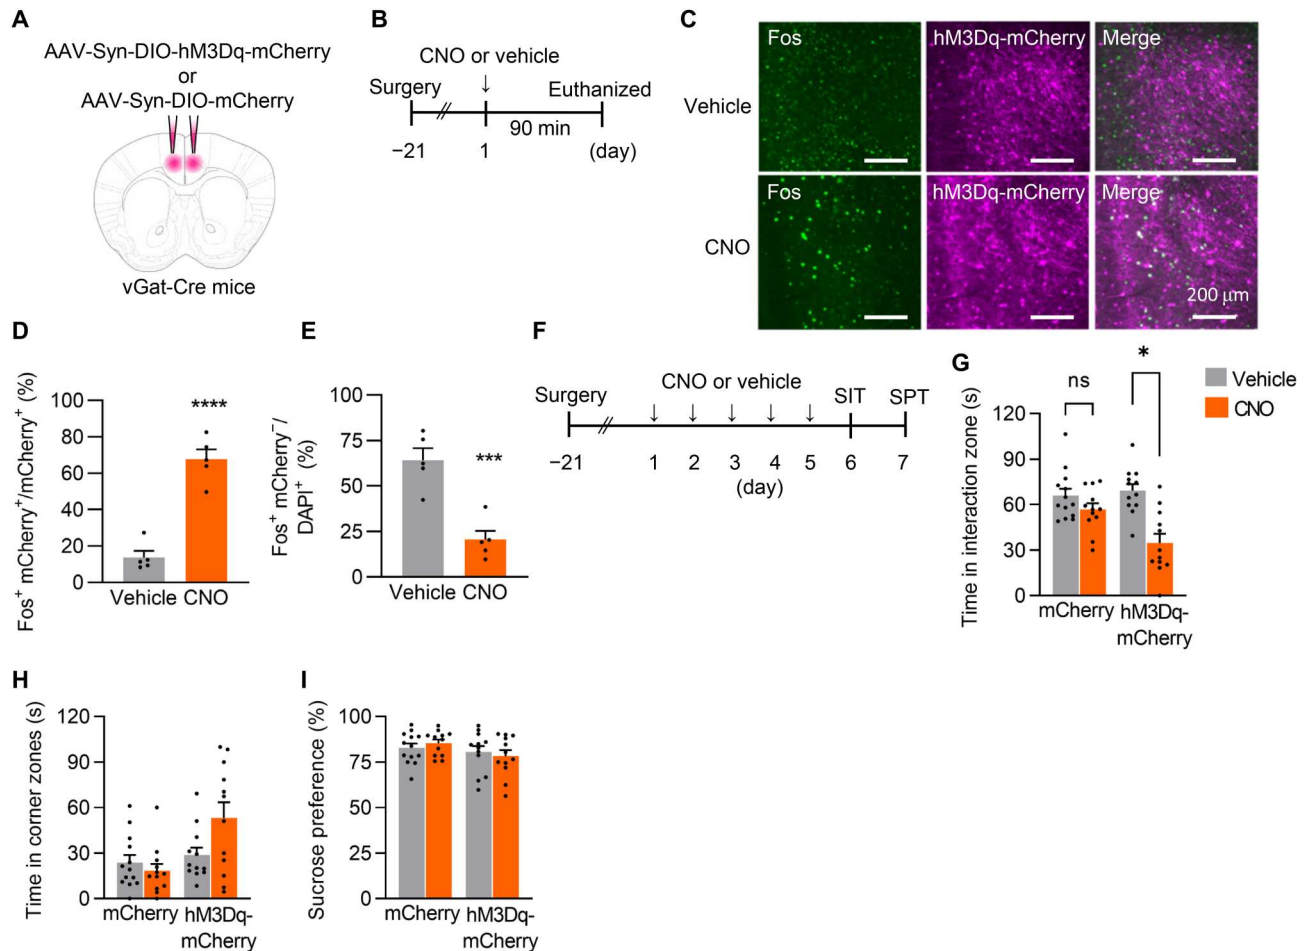 A
AAV-Syn-DIO-hM3Dq-mCherry
or
AAV-Syn-DIO-mCherry
vGat-Cre mice
B
CNO or vehicle
↓
Surgery
Euthanized
90 min
−21
1
(day)
C
Fos
hM3Dq-mCherry
Merge
Vehicle
Fos
hM3Dq-mCherry
Merge
CNO
200 μm
D
Fos⁺ mCherry⁺/mCherry⁺ (%)
100
80
60
40
20
0
****
Vehicle CNO
E
Fos⁺ mCherry⁻/
DAPI⁺ (%)
100
75
50
25
0
***
Vehicle CNO
F
CNO or vehicle
Surgery
↓ ↓ ↓ ↓ ↓
SIT
SPT
−21
1 2 3 4 5 6 7
(day)
G
Vehicle
CNO
Time in interaction zone (s)
120
90
60
30
0
ns
*
mCherry
hM3Dq-
mCherry
H
Time in corner zones (s)
120
90
60
30
0
mCherry
hM3Dq-
mCherry
I
Sucrose preference (%)
100
75
50
25
0
mCherry
hM3Dq-
mCherry